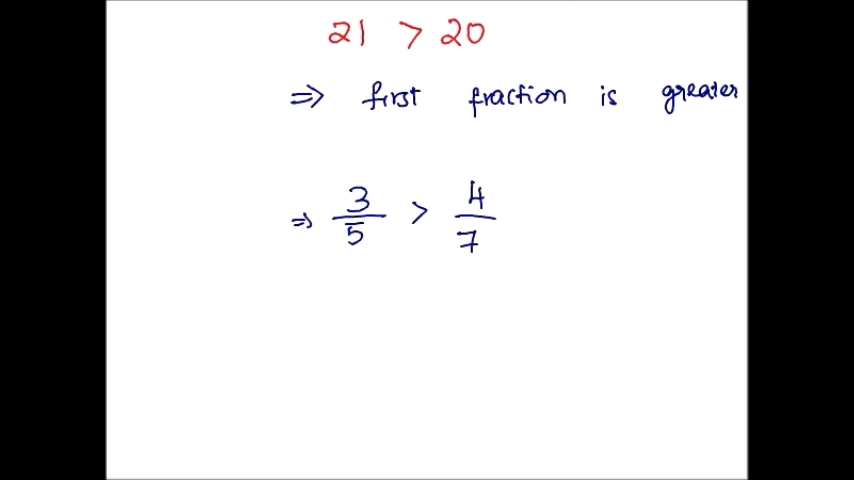 21 > 20
⇒ first fraction is greater
⇒ 3/5 > 4/7